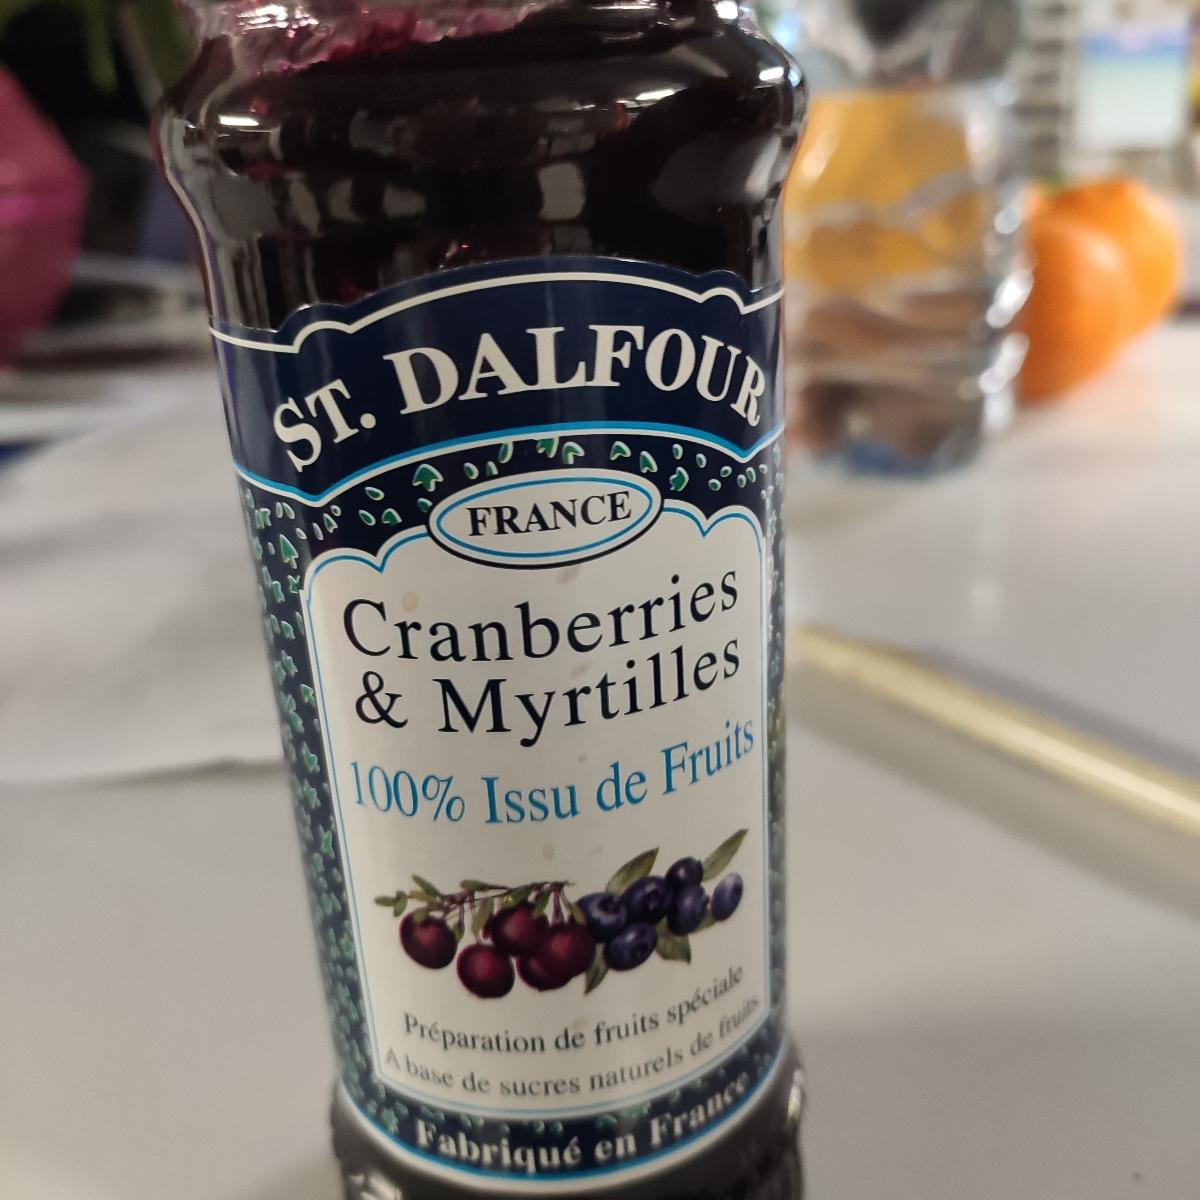 ST. DALFOUR
FRANCE
Cranberries
& Myrtilles
100% Issu de Fruits
Préparation de fruits spéciale
A base de sucres naturels de fruits
Fabriqué en France